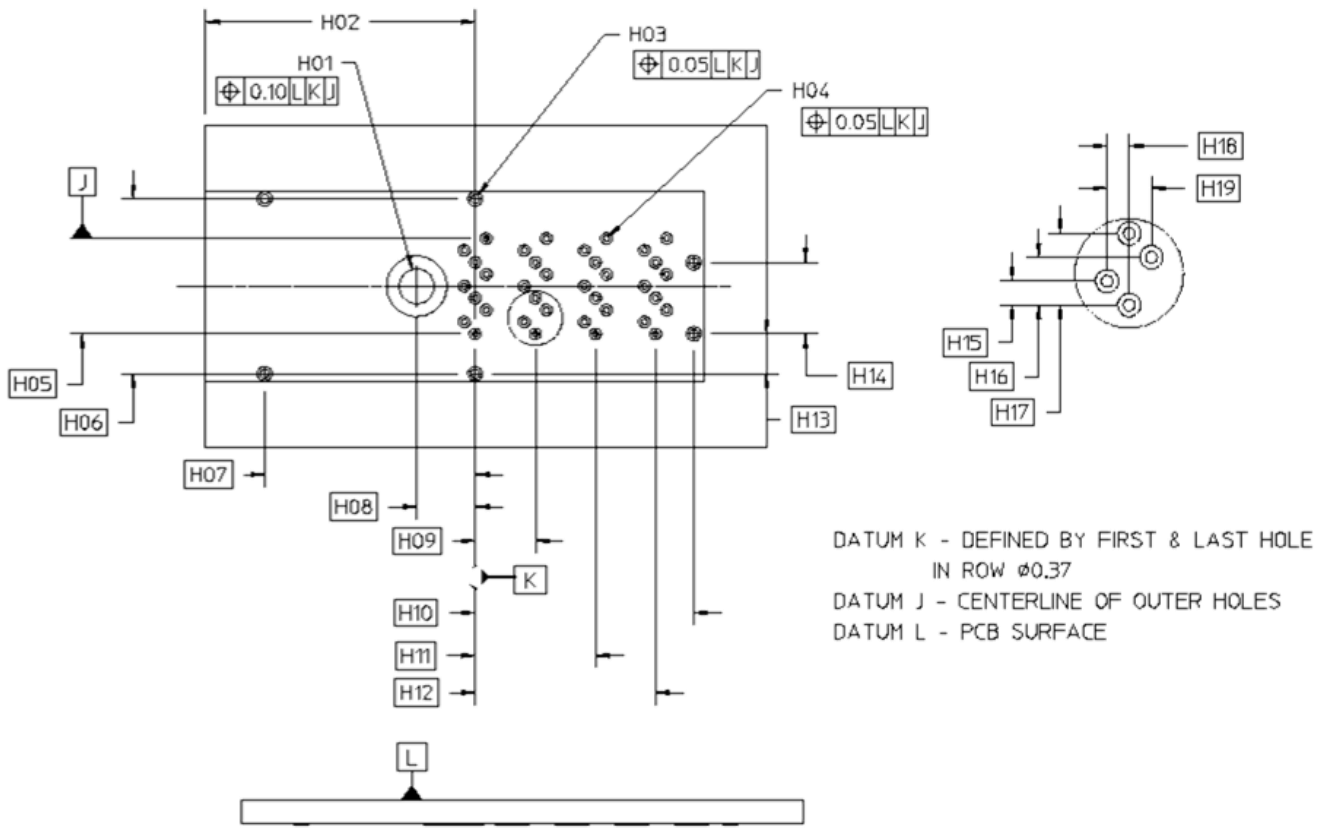 H02
H03
⌖ 0.05 L K J
H01
⌖ 0.10 L K J
H04
⌖ 0.05 L K J
J
H18
H19
H15
H16
H17
H05
H06
H14
H13
H07
H08
H09
K
H10
H11
H12
DATUM K - DEFINED BY FIRST & LAST HOLE
IN ROW ⌀0.37
DATUM J - CENTERLINE OF OUTER HOLES
DATUM L - PCB SURFACE
L